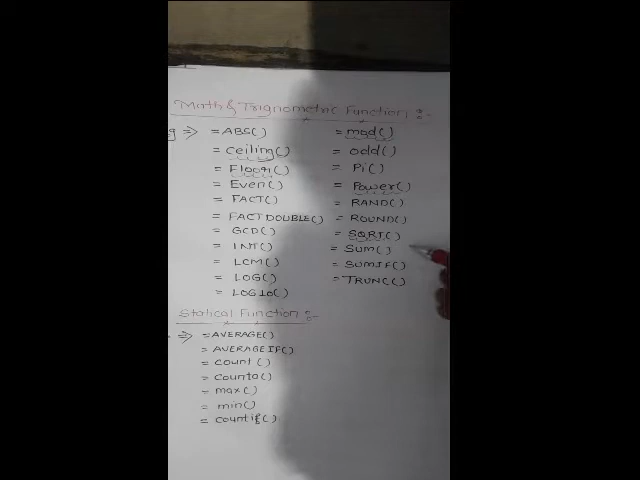 Math & Trignometric Function :-
⇒ = ABS()
= ceiling()
= Floor()
= Even()
= FACT()
= FACTDOUBLE()
= GCD()
= INT()
= LCM()
= LOG()
= LOG10()
= mod()
= odd()
= Pi()
= Power()
= RAND()
= ROUND()
= SQRT()
= SUM()
= SUMIF()
= TRUNC()
Statical Function :-
⇒ = AVERAGE()
= AVERAGEIF()
= count()
= counta()
= max()
= min()
= countif()